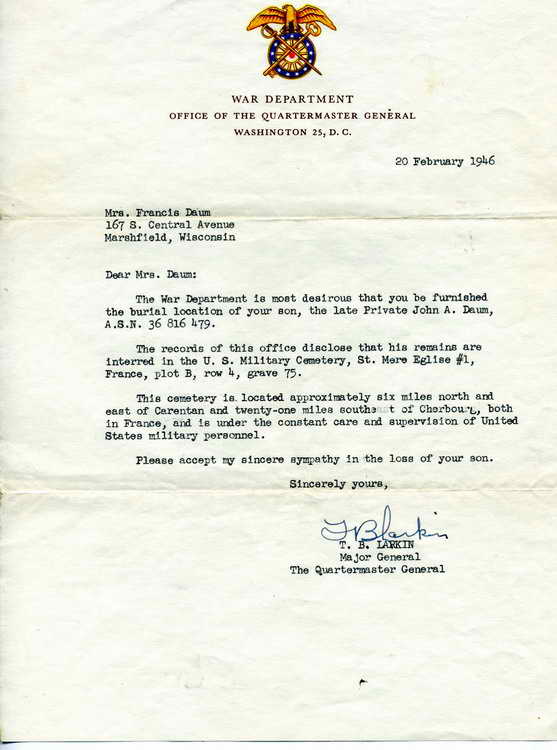 WAR DEPARTMENT
OFFICE OF THE QUARTERMASTER GENERAL
WASHINGTON 25, D. C.
20 February 1946
Mrs. Francis Daum
167 S. Central Avenue
Marshfield, Wisconsin
Dear Mrs. Daum:
The War Department is most desirous that you be furnished
the burial location of your son, the late Private John A. Daum,
A.S.N. 36 816 479.
The records of this office disclose that his remains are
interred in the U. S. Military Cemetery, St. Mere Eglise #1,
France, plot B, row 4, grave 75.
This cemetery is located approximately six miles north and
east of Carentan and twenty-one miles southeast of Cherbourg, both
in France, and is under the constant care and supervision of United
States military personnel.
Please accept my sincere sympathy in the loss of your son.
Sincerely yours,
T B Larkin
T. B. LARKIN
Major General
The Quartermaster General